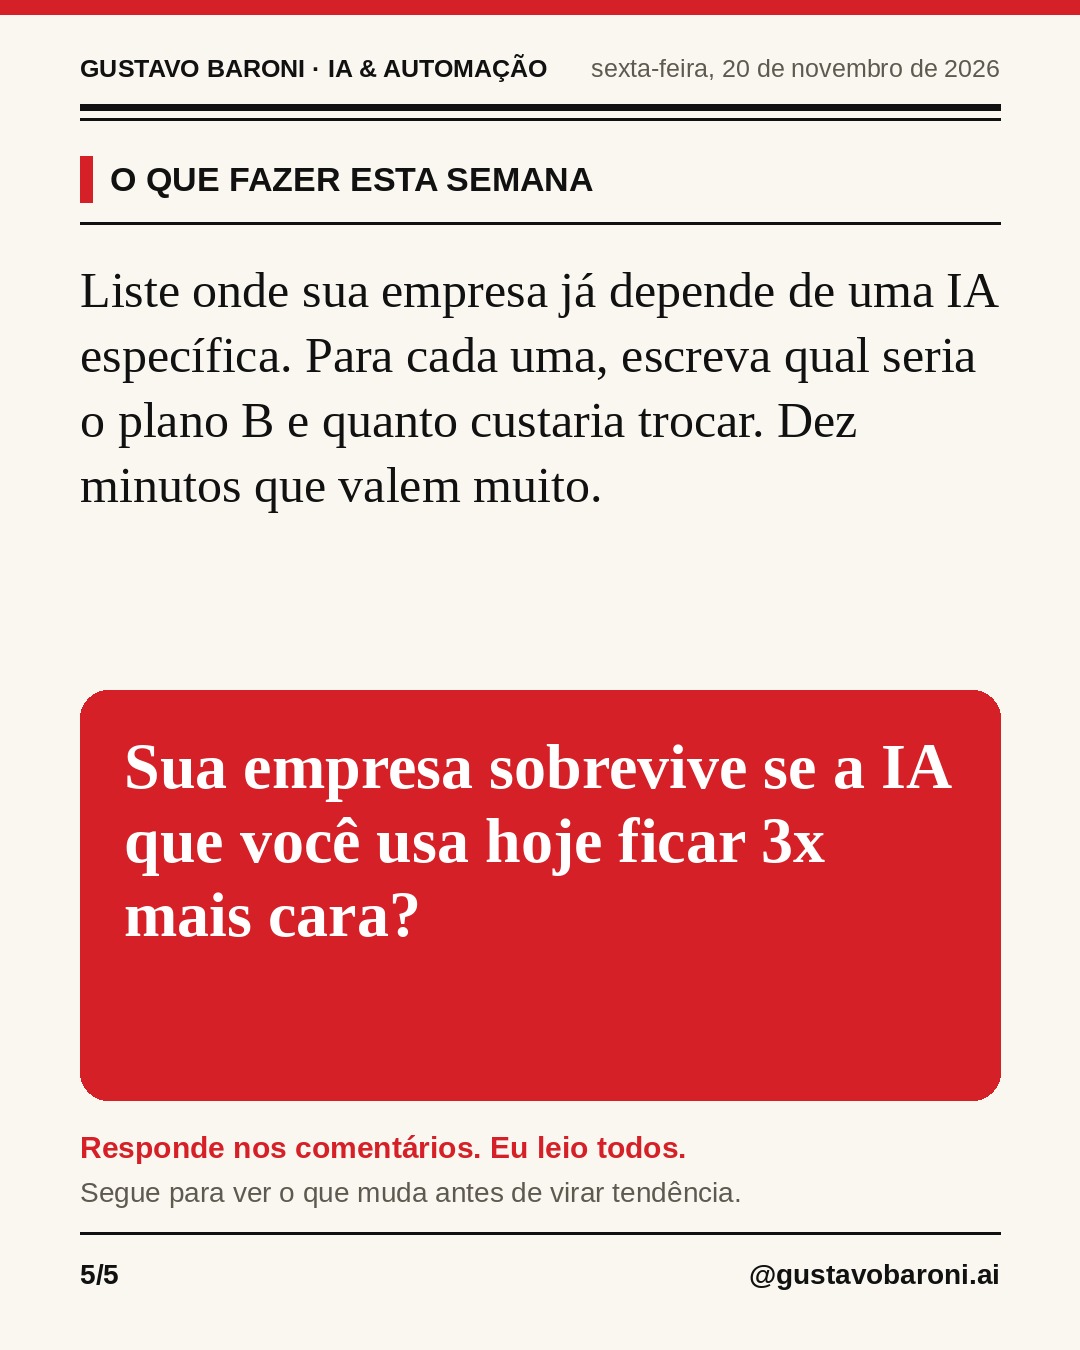 GUSTAVO BARONI · IA & AUTOMAÇÃO
sexta-feira, 20 de novembro de 2026
O QUE FAZER ESTA SEMANA
Liste onde sua empresa já depende de uma IA
específica. Para cada uma, escreva qual seria
o plano B e quanto custaria trocar. Dez
minutos que valem muito.
Sua empresa sobrevive se a IA
que você usa hoje ficar 3x
mais cara?
Responde nos comentários. Eu leio todos.
Segue para ver o que muda antes de virar tendência.
5/5
@gustavobaroni.ai